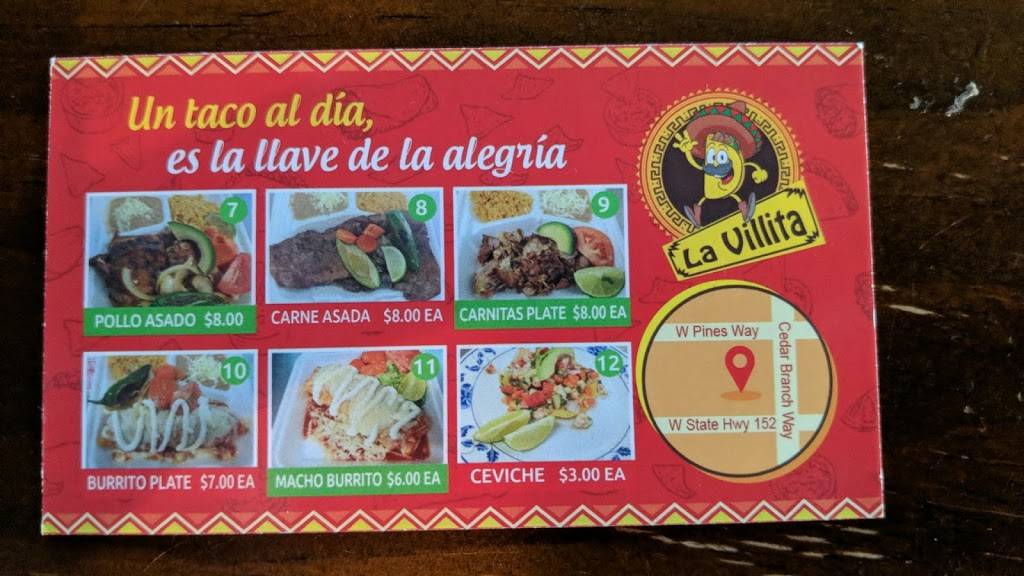 Un taco al día,
es la llave de la alegría
La Villita
7
8
9
POLLO ASADO $8.00
CARNE ASADA $8.00 EA
CARNITAS PLATE $8.00 EA
10
11
12
BURRITO PLATE $7.00 EA
MACHO BURRITO $6.00 EA
CEVICHE $3.00 EA
W Pines Way
Cedar Branch Way
W State Hwy 152